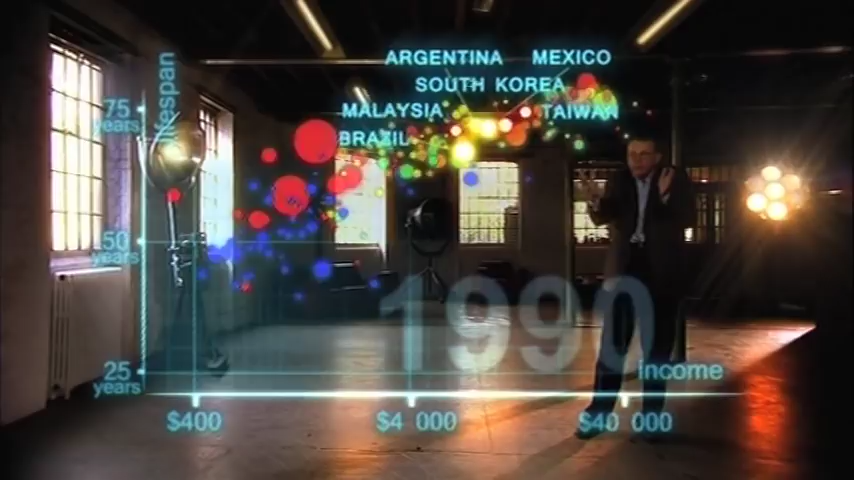 ARGENTINA MEXICO
SOUTH KOREA
MALAYSIA TAIWAN
BRAZIL
lifespan
75
years
50
years
25
years
1990
income
$400 $4 000 $40 000